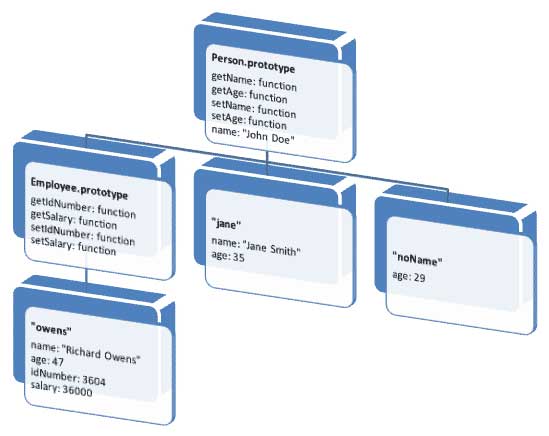 Person.prototype
getName: function
getAge: function
setName: function
setAge: function
name: "John Doe"
Employee.prototype
getIdNumber: function
getSalary: function
setIdNumber: function
setSalary: function
"jane"
name: "Jane Smith"
age: 35
"noName"
age: 29
"owens"
name: "Richard Owens"
age: 47
idNumber: 3604
salary: 36000